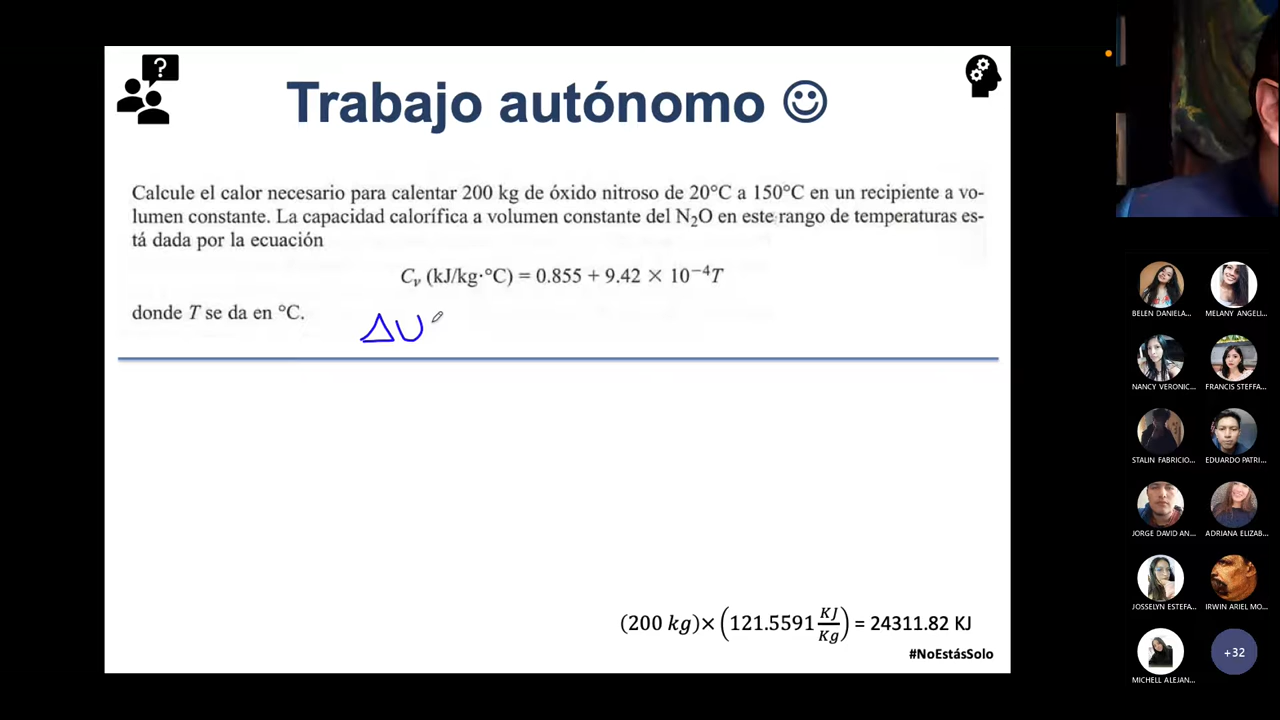 ?
Trabajo autónomo ☺
Calcule el calor necesario para calentar 200 kg de óxido nitroso de 20°C a 150°C en un recipiente a vo-
lumen constante. La capacidad calorífica a volumen constante del N₂O en este rango de temperaturas es-
tá dada por la ecuación
Cᵥ (kJ/kg·°C) = 0.855 + 9.42 × 10⁻⁴T
donde T se da en °C.
ΔU
(200 kg)×(121.5591 KJ/Kg) = 24311.82 KJ
#NoEstásSolo
BELEN DANIELA...
MELANY ANGELI...
NANCY VERONIC...
FRANCIS STEFFA...
STALIN FABRICIO...
EDUARDO PATRI...
JORGE DAVID AN...
ADRIANA ELIZAB...
JOSSELYN ESTEFA...
IRWIN ARIEL MO...
MICHELL ALEJAN...
+32